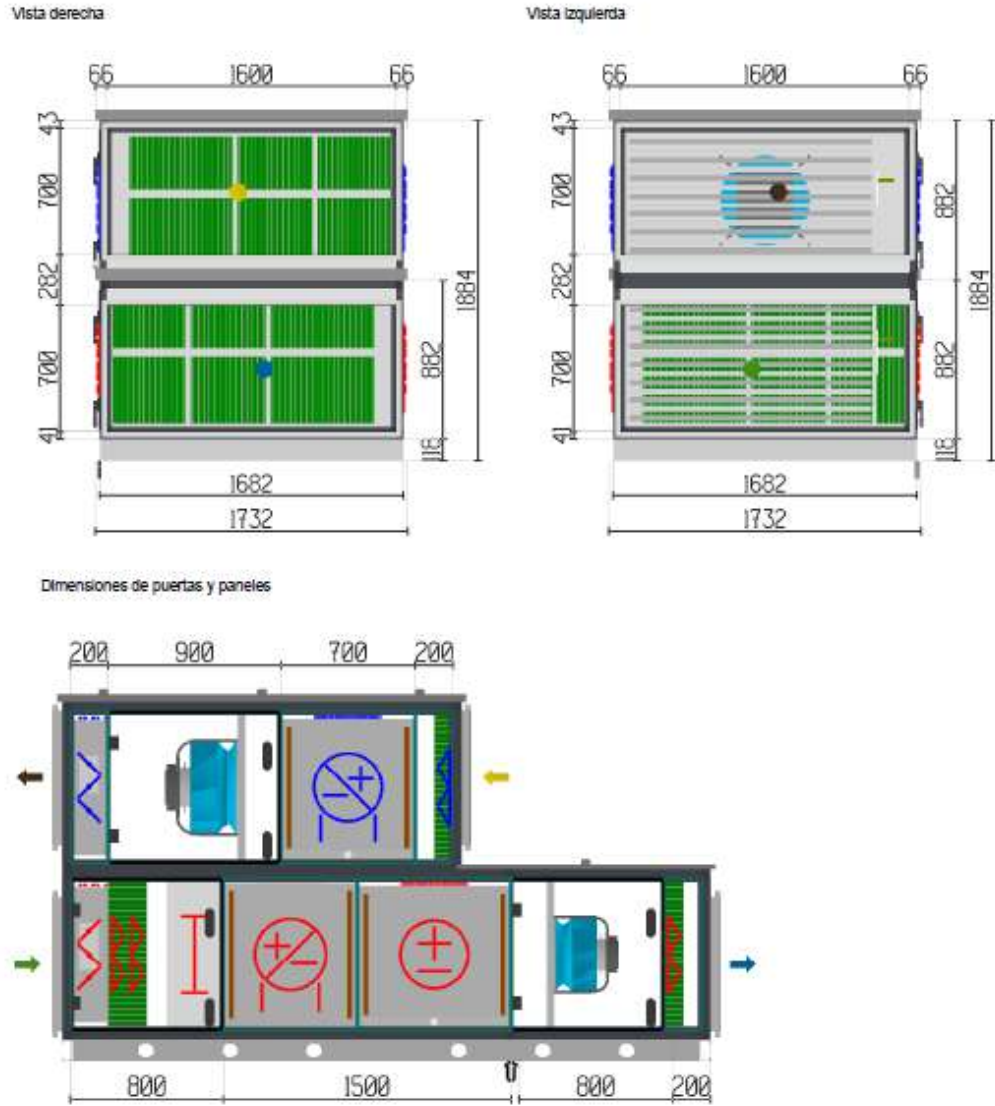 Vista derecha Vista izquierda
66 1600 66 66 1600 66
43 43
700 700 882
282 1884 282 1884
700 882 700 882
41 118 41 118
1682 1682
1732 1732
Dimensiones de puertas y paneles
200 900 700 200
800 1500 800 200